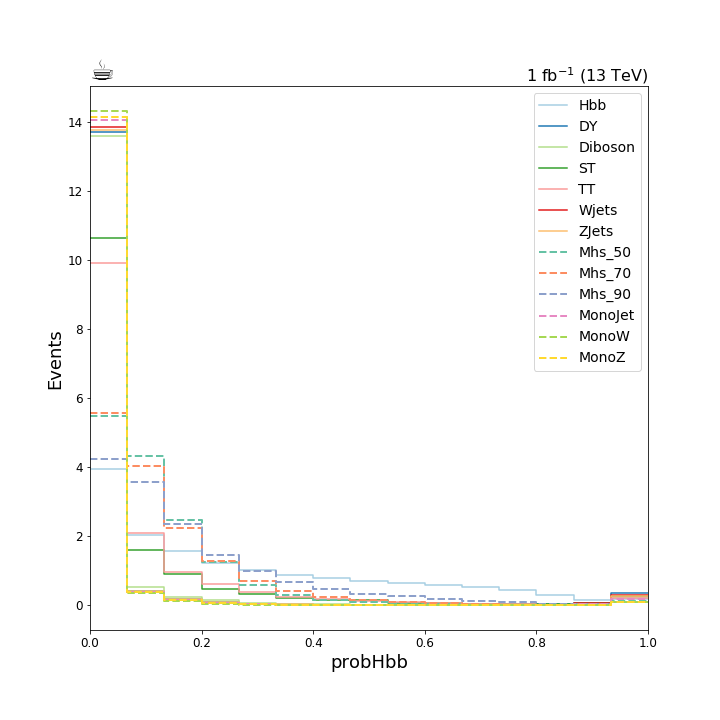 1 fb⁻¹ (13 TeV)
Hbb
DY
Diboson
ST
TT
Wjets
ZJets
Mhs_50
Mhs_70
Mhs_90
MonoJet
MonoW
MonoZ
14
12
10
8
6
4
2
0
Events
0.0 0.2 0.4 0.6 0.8 1.0
probHbb